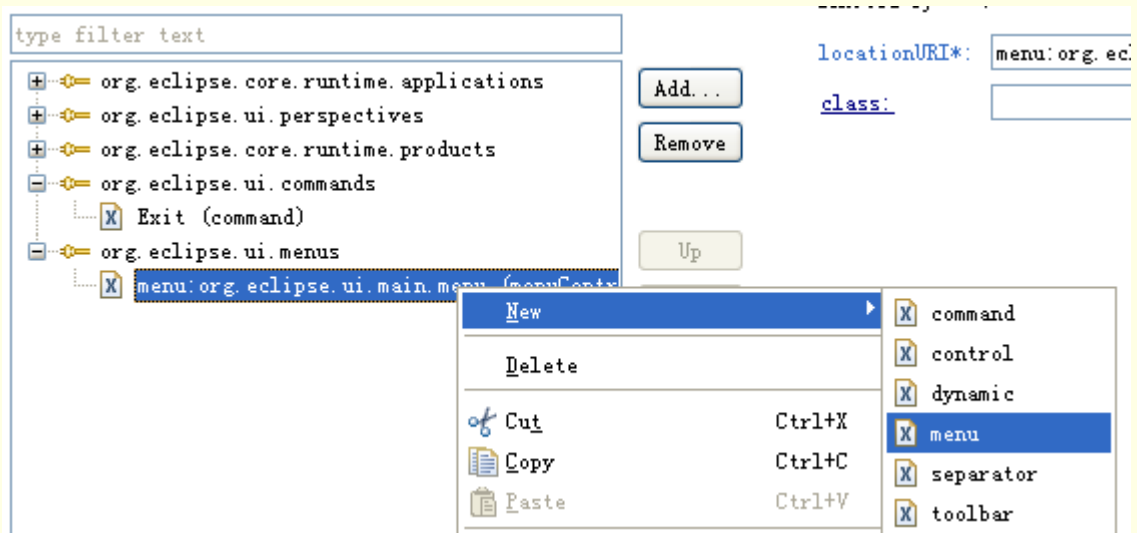 type filter text
org.eclipse.core.runtime.applications
org.eclipse.ui.perspectives
org.eclipse.core.runtime.products
org.eclipse.ui.commands
Exit (command)
org.eclipse.ui.menus
menu:org.eclipse.ui.main.menu (menuContr
Add...
Remove
Up
locationURI*: menu:org.ecl
class:
New
Delete
Cut Ctrl+X
Copy Ctrl+C
Paste Ctrl+V
command
control
dynamic
menu
separator
toolbar